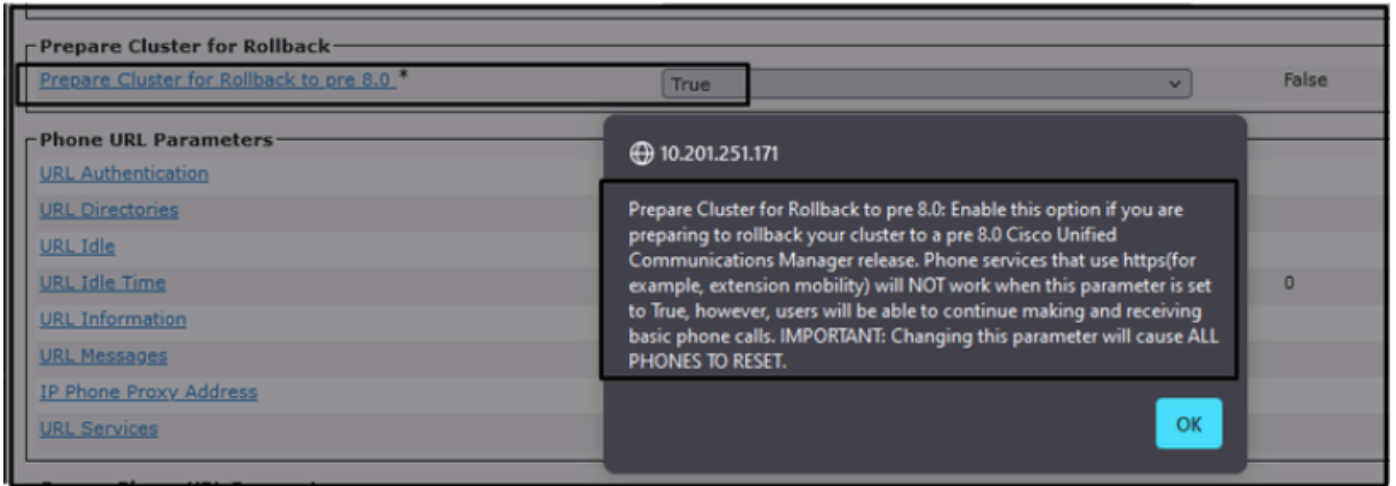 Prepare Cluster for Rollback
Prepare Cluster for Rollback to pre 8.0 *
True
False
Phone URL Parameters
URL Authentication
URL Directories
URL Idle
URL Idle Time
0
URL Information
URL Messages
IP Phone Proxy Address
URL Services
10.201.251.171
Prepare Cluster for Rollback to pre 8.0: Enable this option if you are
preparing to rollback your cluster to a pre 8.0 Cisco Unified
Communications Manager release. Phone services that use https(for
example, extension mobility) will NOT work when this parameter is set
to True, however, users will be able to continue making and receiving
basic phone calls. IMPORTANT: Changing this parameter will cause ALL
PHONES TO RESET.
OK